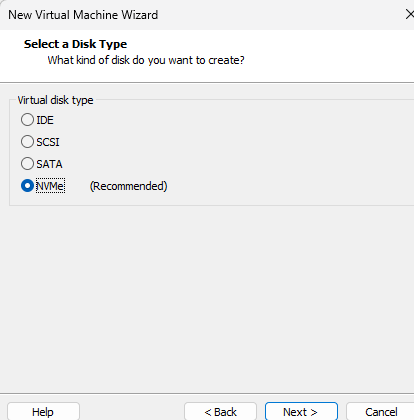 New Virtual Machine Wizard
Select a Disk Type
What kind of disk do you want to create?
Virtual disk type
IDE
SCSI
SATA
NVMe (Recommended)
Help < Back Next > Cancel